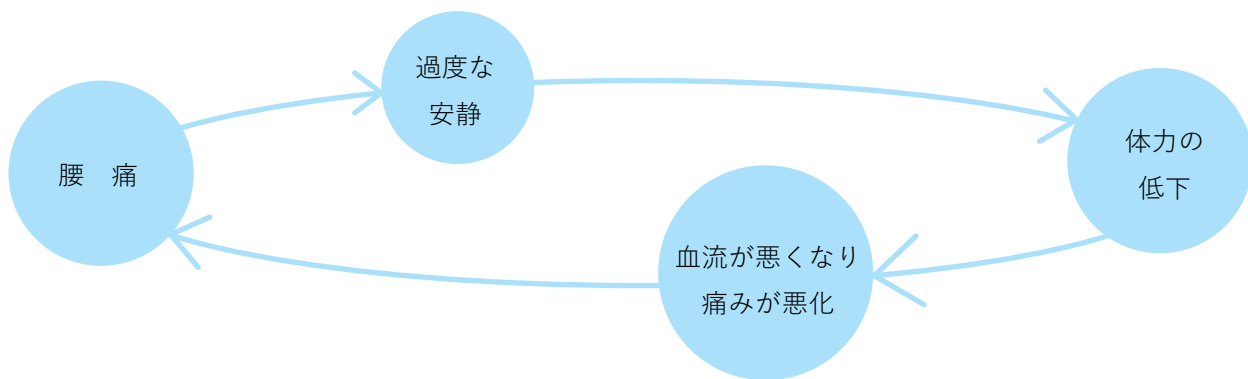 腰　痛
過度な
安静
体力の
低下
血流が悪くなり
痛みが悪化